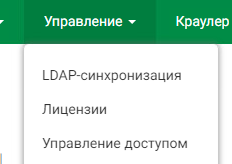 Управление Краулер
LDAP-синхронизация
Лицензии
Управление доступом